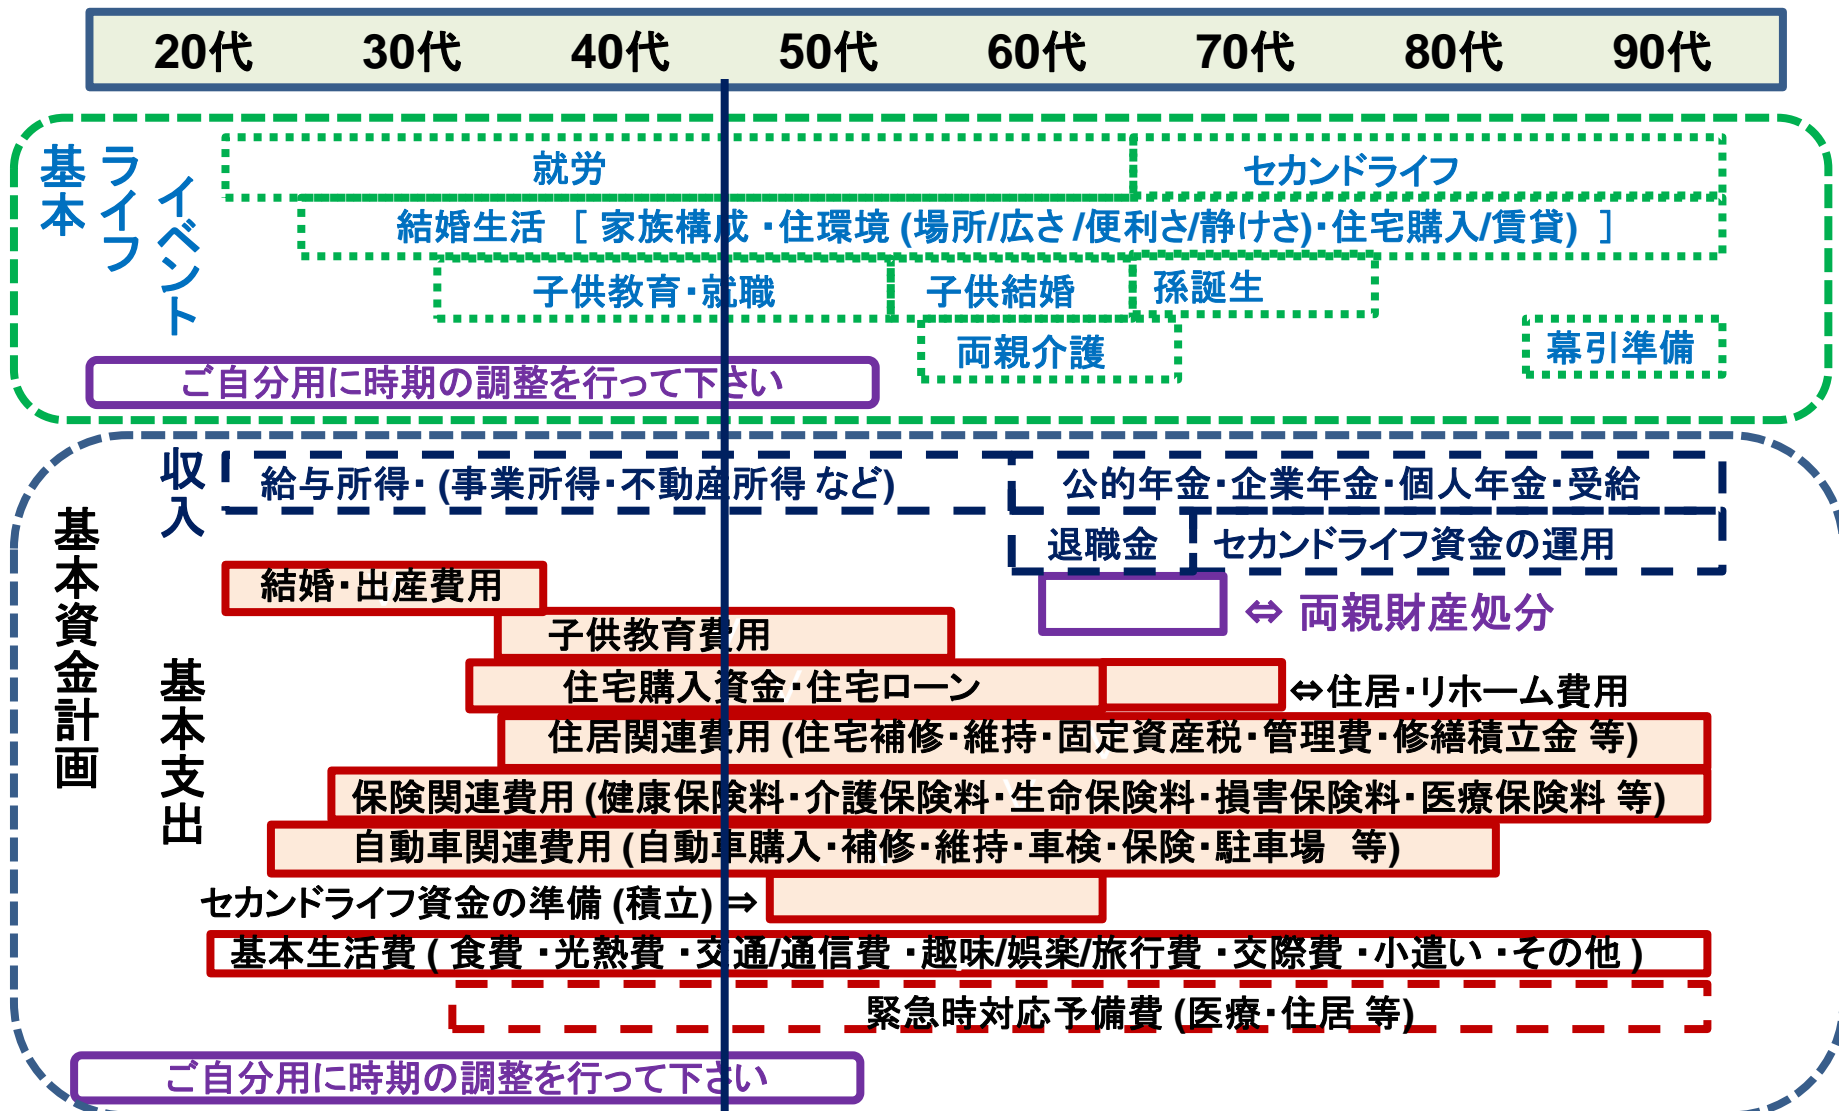 20代 30代 40代 50代 60代 70代 80代 90代
基本
ライフ
イベント
就労
セカンドライフ
結婚生活 [ 家族構成 ・住環境 (場所/広さ/便利さ/静けさ)・住宅購入/賃貸) ]
子供教育・就職
子供結婚
孫誕生
両親介護
幕引準備
ご自分用に時期の調整を行って下さい
基本資金計画
収入
給与所得・ (事業所得・不動産所得 など)
公的年金・企業年金・個人年金・受給
退職金
セカンドライフ資金の運用
⇔ 両親財産処分
基本支出
結婚・出産費用
子供教育費用
住宅購入資金・住宅ローン
⇔住居・リホーム費用
住居関連費用 (住宅補修・維持・固定資産税・管理費・修繕積立金 等)
保険関連費用 (健康保険料・介護保険料・生命保険料・損害保険料・医療保険料 等)
自動車関連費用 (自動車購入・補修・維持・車検・保険・駐車場 等)
セカンドライフ資金の準備 (積立) ⇒
基本生活費 ( 食費 ・光熱費 ・交通/通信費 ・趣味/娯楽/旅行費 ・交際費 ・小遣い ・その他 )
緊急時対応予備費 (医療・住居 等)
ご自分用に時期の調整を行って下さい